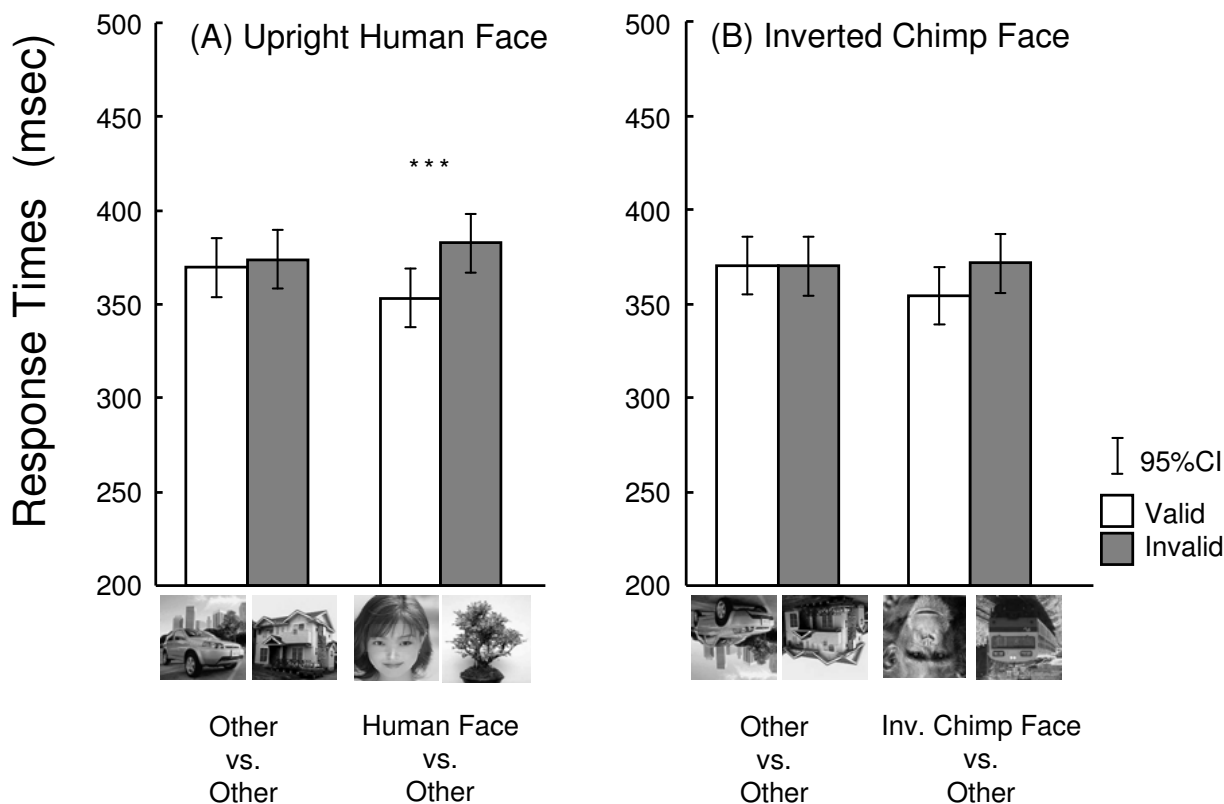 (A) Upright Human Face
(B) Inverted Chimp Face
Response Times (msec)
500
450
400
350
300
250
200
***
500
450
400
350
300
250
200
95%CI
Valid
Invalid
Other
vs.
Other
Human Face
vs.
Other
Other
vs.
Other
Inv. Chimp Face
vs.
Other